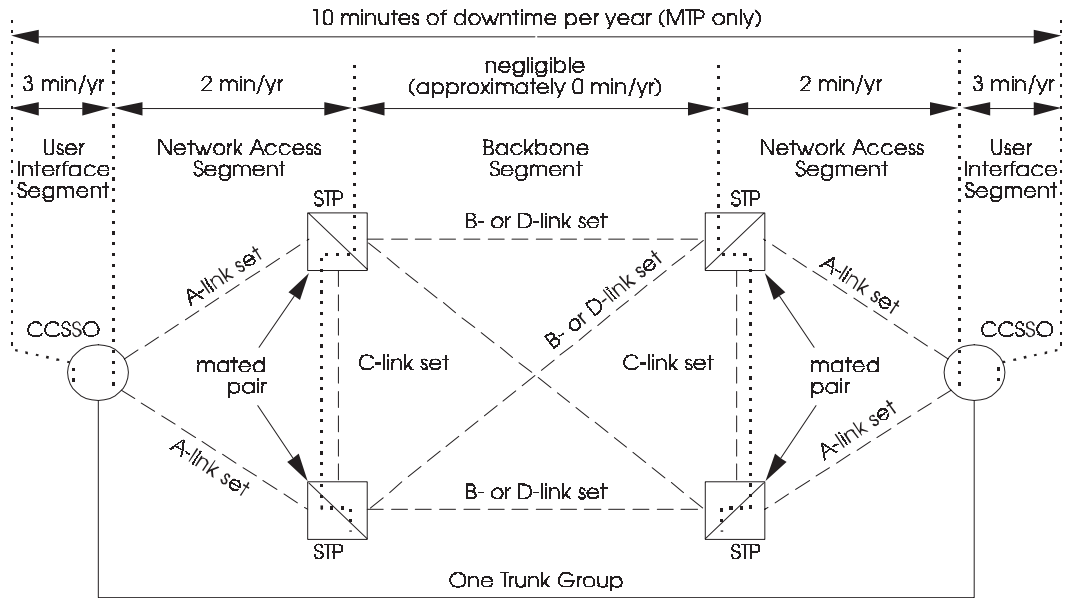 10 minutes of downtime per year (MTP only)
3 min/yr
2 min/yr
negligible
(approximately 0 min/yr)
2 min/yr
3 min/yr
User
Interface
Segment
Network Access
Segment
Backbone
Segment
Network Access
Segment
User
Interface
Segment
STP
STP
B- or D-link set
A-link set
B- or D-link set
A-link set
CCSSO
CCSSO
mated
pair
C-link set
C-link set
mated
pair
A-link set
A-link set
B- or D-link set
STP
STP
One Trunk Group